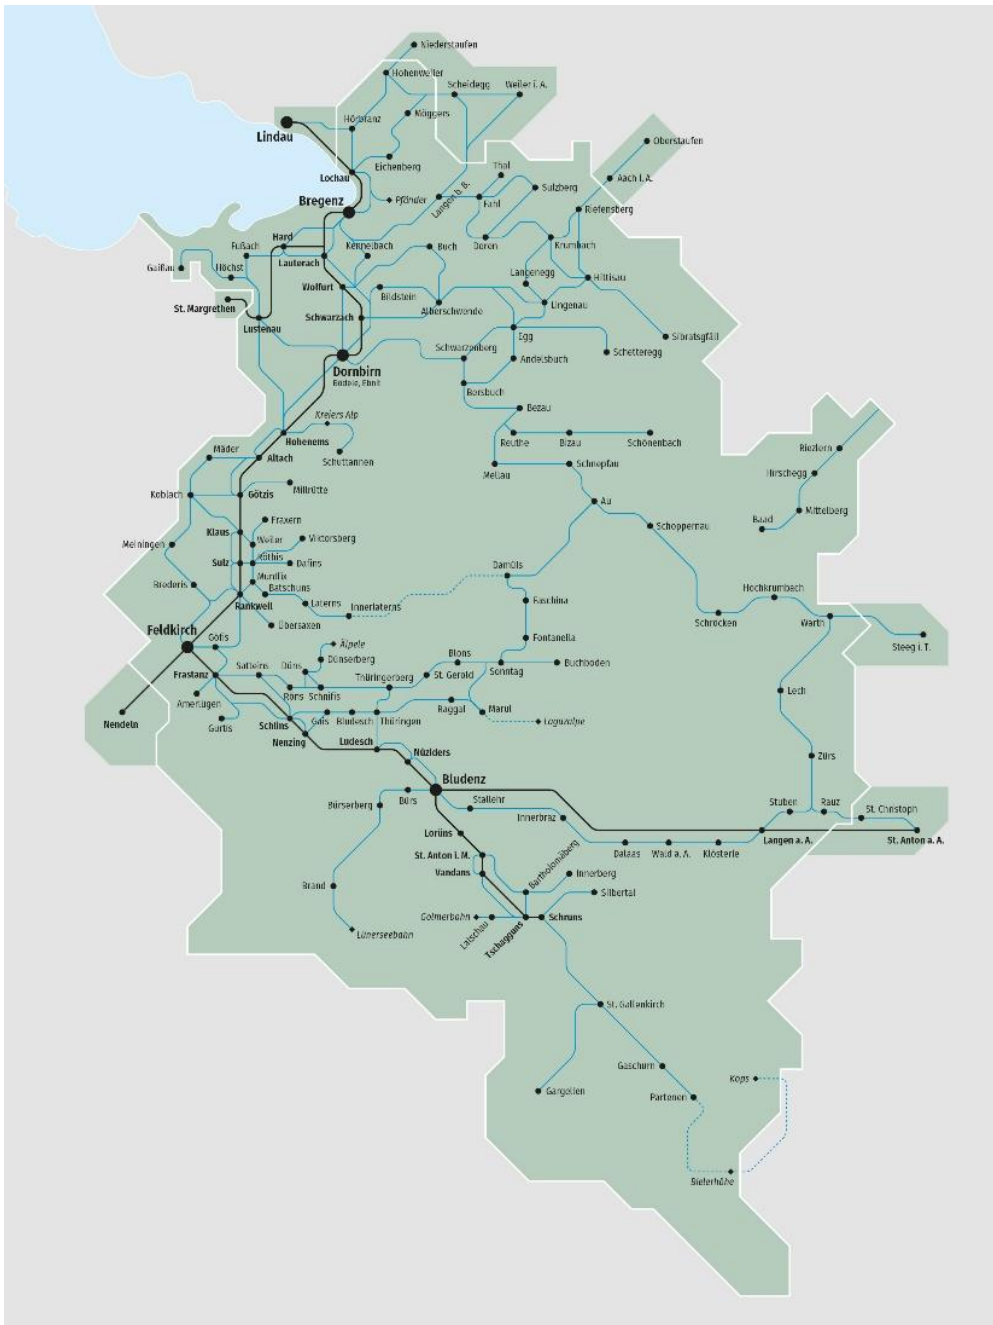 Niederstaufen
Hohenweiler
Scheidegg
Weiler i. A.
Möggers
Hörbranz
Lindau
Oberstaufen
Eichenberg
Thal
Lochau
Aach i. A.
Sulzberg
Langen b. B.
Fahl
Pfänder
Bregenz
Riefensberg
Hard
Fußach
Kennelbach
Buch
Doren
Krumbach
Lauterach
Gaißau
Höchst
Langenegg
Hittisau
Wolfurt
Bildstein
St. Margrethen
Alberschwende
Lingenau
Schwarzach
Lustenau
Egg
Sibratsgfäll
Schwarzenberg
Schetteregg
Andelsbuch
Dornbirn
Bödele, Ebnit
Bersbuch
Bezau
Kreiers Alp
Hohenems
Reuthe
Bizau
Schönenbach
Mäder
Altach
Schuttannen
Riezlern
Mellau
Schnepfau
Hirschegg
Koblach
Götzis
Millrütte
Au
Mittelberg
Fraxern
Baad
Schoppernau
Klaus
Weiler
Viktorsberg
Meiningen
Sulz
Röthis
Dafins
Damüls
Muntlix
Brederis
Batschuns
Hochkrumbach
Rankweil
Laterns
Innerlaterns
Faschina
Schröcken
Warth
Übersaxen
Feldkirch
Göfis
Fontanella
Steeg i. T.
Älpele
Dünserberg
Blons
Frastanz
Satteins
Düns
Thüringerberg
St. Gerold
Sonntag
Buchboden
Amerlügen
Röns
Schnifis
Lech
Raggal
Marul
Nendeln
Gurtis
Schlins
Gais
Bludesch
Thüringen
Laguzalpe
Nenzing
Ludesch
Nüziders
Zürs
Bludenz
Bürs
Bürserberg
Stallehr
Stuben
Rauz
St. Christoph
Innerbraz
Lorüns
Langen a. A.
St. Anton a. A.
Dalaas
Wald a. A.
Klösterle
St. Anton i. M.
Vandans
Bartholomäberg
Innerberg
Brand
Silbertal
Golmerbahn
Latschau
Tschagguns
Schruns
Lünerseebahn
St. Gallenkirch
Gaschurn
Kops
Gargellen
Partenen
Bielerhöhe